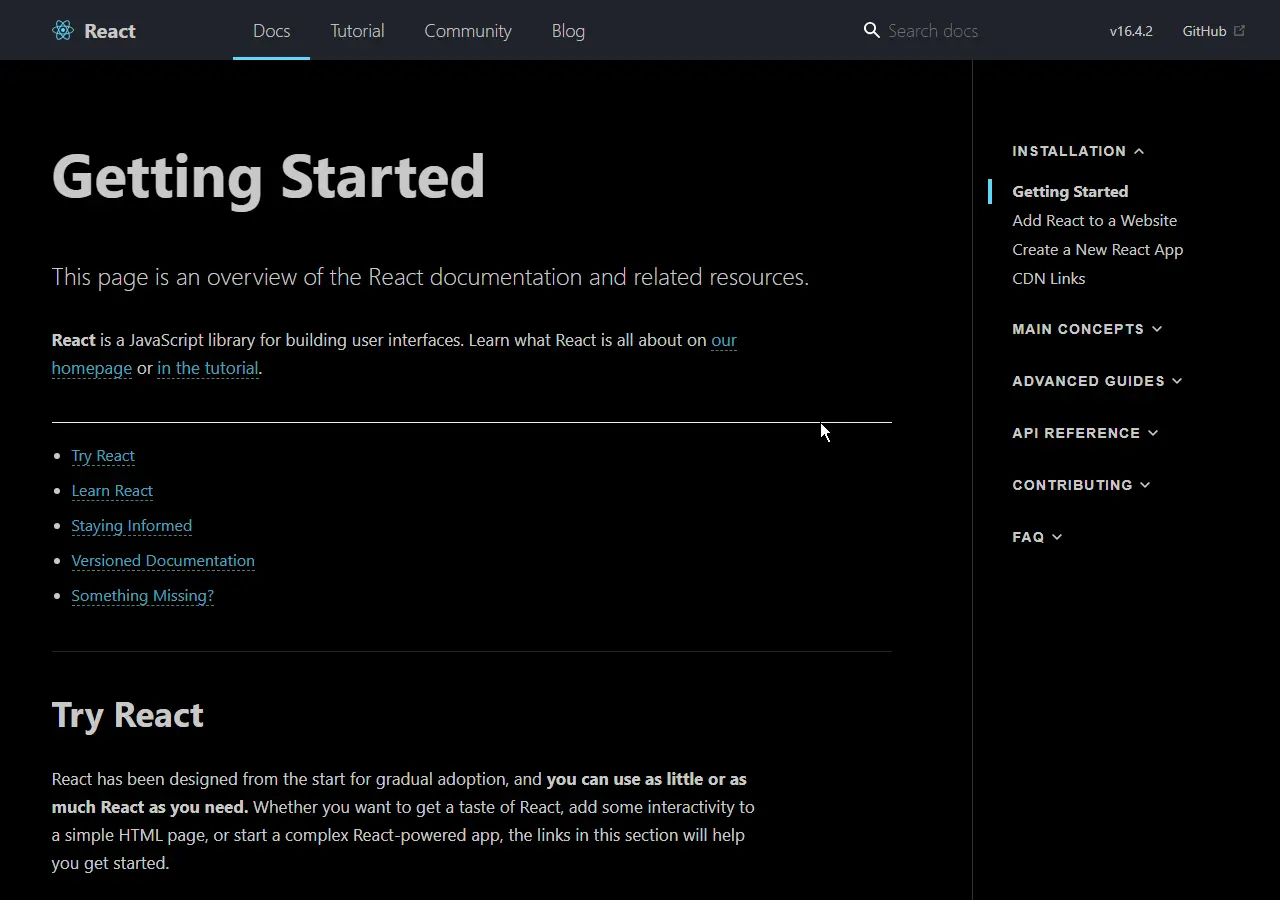 React
Docs
Tutorial
Community
Blog
Search docs
v16.4.2
GitHub
Getting Started
This page is an overview of the React documentation and related resources.
React is a JavaScript library for building user interfaces. Learn what React is all about on our
homepage or in the tutorial.
Try React
Learn React
Staying Informed
Versioned Documentation
Something Missing?
Try React
React has been designed from the start for gradual adoption, and you can use as little or as
much React as you need. Whether you want to get a taste of React, add some interactivity to
a simple HTML page, or start a complex React-powered app, the links in this section will help
you get started.
INSTALLATION
Getting Started
Add React to a Website
Create a New React App
CDN Links
MAIN CONCEPTS
ADVANCED GUIDES
API REFERENCE
CONTRIBUTING
FAQ